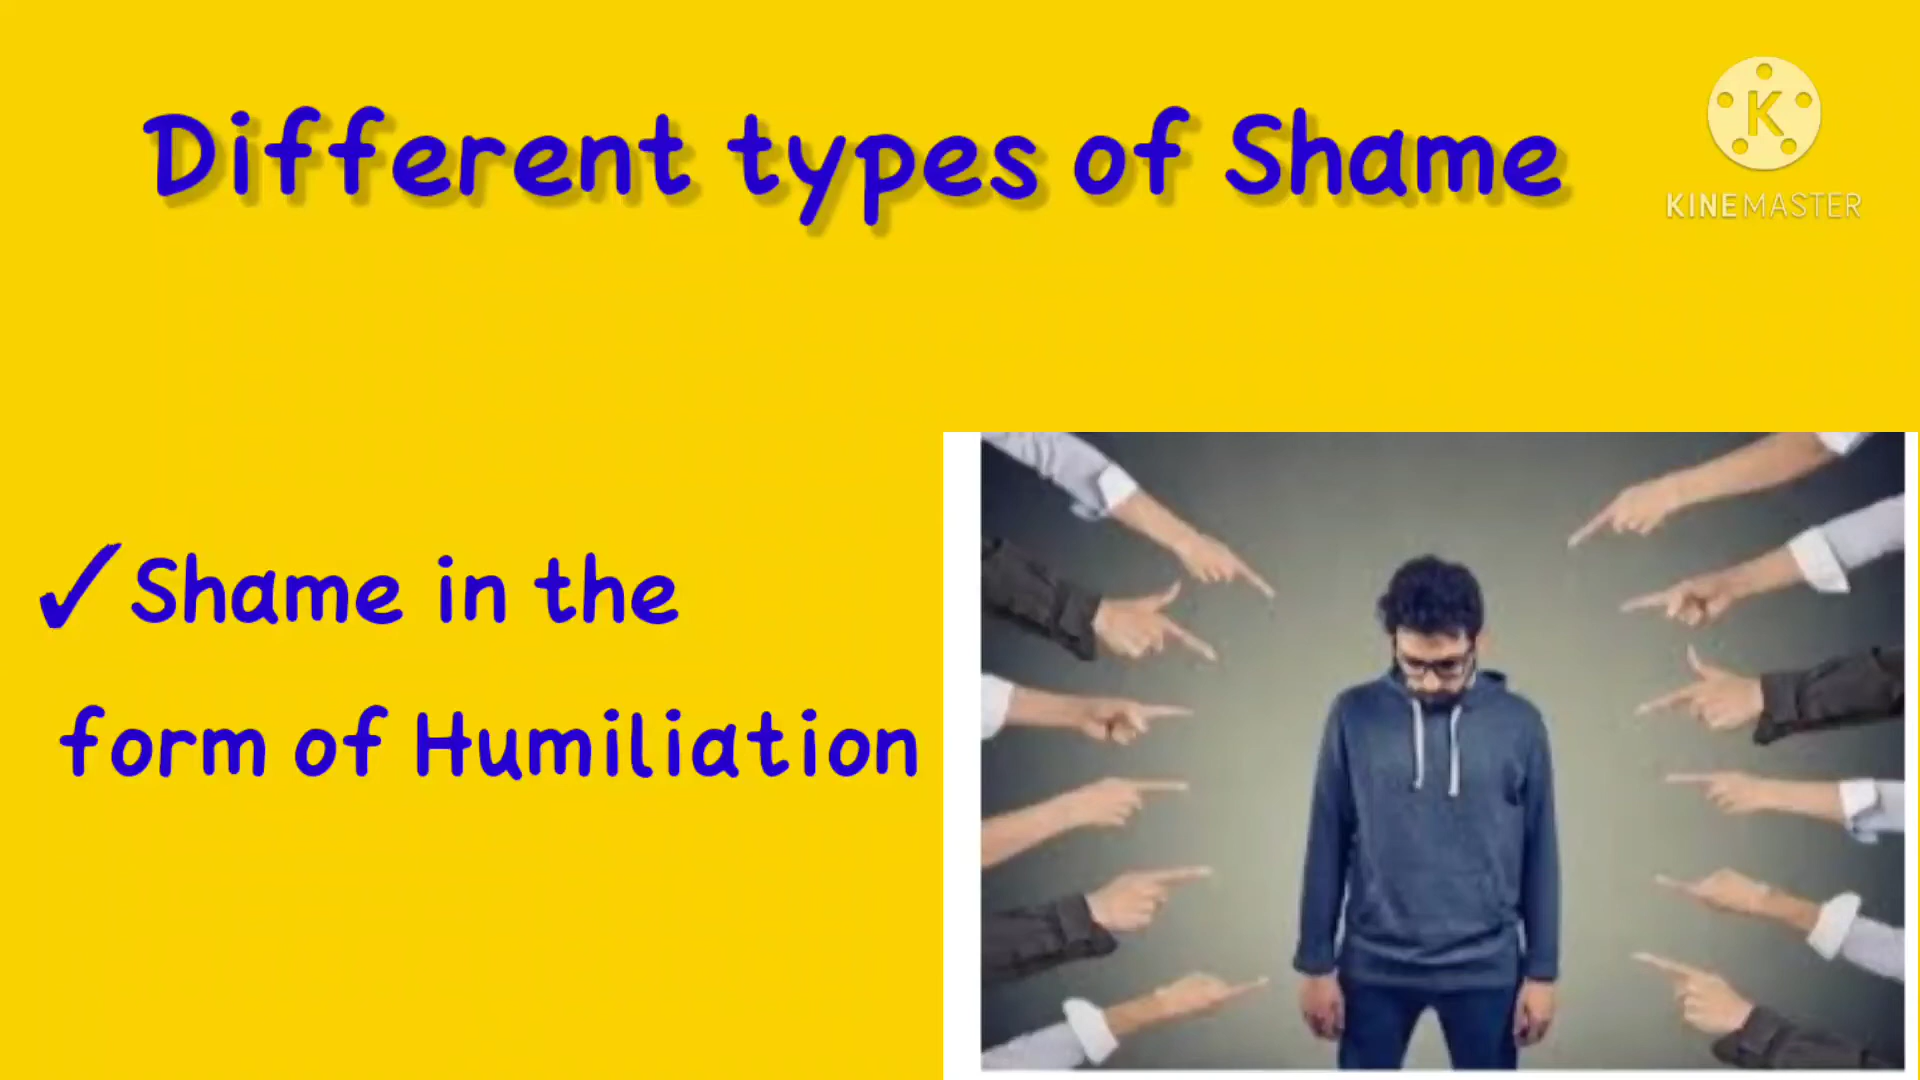 Different types of Shame
K
KINEMASTER
✓Shame in the
form of Humiliation